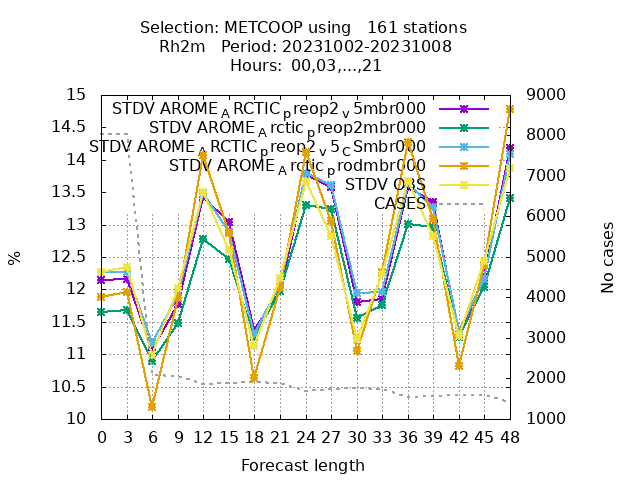 Selection: METCOOP using   161 stations
Rh2m   Period: 20231002-20231008
Hours:  00,03,...,21
STDV AROME_ARCTIC_preop2_v5mbr000
STDV AROME_Arctic_preop2mbr000
STDV AROME_ARCTIC_preop2_v5_CSmbr000
STDV AROME_Arctic_prodmbr000
STDV OBS
CASES
15
14.5
14
13.5
13
12.5
12
11.5
11
10.5
10
%
9000
8000
7000
6000
5000
4000
3000
2000
1000
No cases
0 3 6 9 12 15 18 21 24 27 30 33 36 39 42 45 48
Forecast length